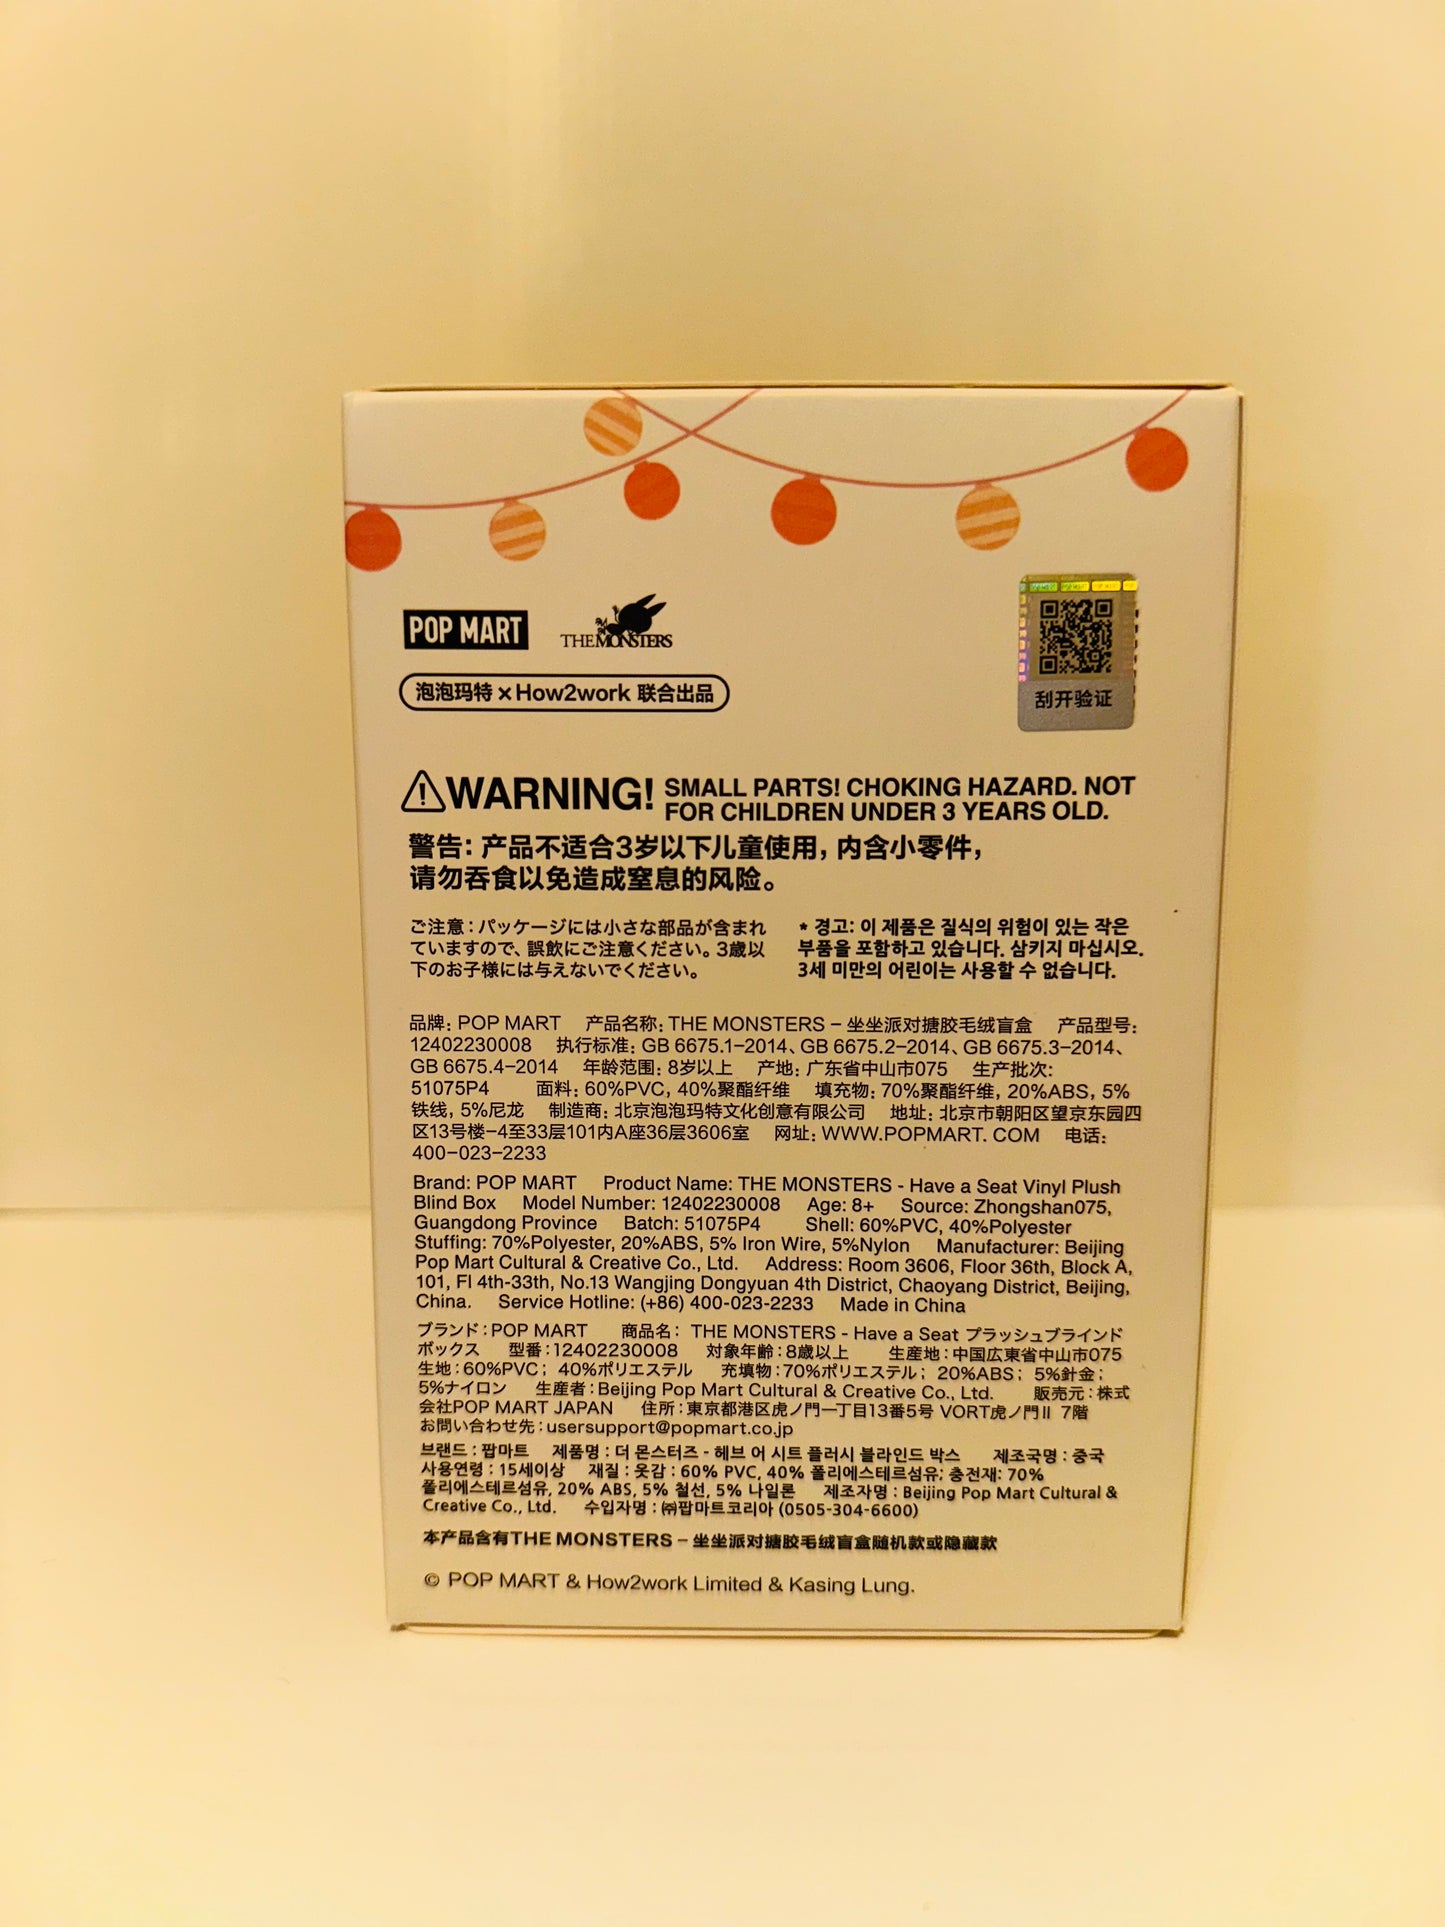 POP MART
THE MONSTERS
泡泡玛特 × How2work 联合出品
刮开验证
WARNING! SMALL PARTS! CHOKING HAZARD. NOT
FOR CHILDREN UNDER 3 YEARS OLD.
警告: 产品不适合3岁以下儿童使用, 内含小零件,
请勿吞食以免造成窒息的风险。
ご注意：パッケージには小さな部品が含まれ
ていますので、誤飲にご注意ください。3歳以
下のお子様には与えないでください。
* 경고: 이 제품은 질식의 위험이 있는 작은
부품을 포함하고 있습니다. 삼키지 마십시오.
3세 미만의 어린이는 사용할 수 없습니다.
品牌: POP MART 产品名称: THE MONSTERS – 坐坐派对搪胶毛绒盲盒 产品型号:
12402230008 执行标准: GB 6675.1–2014、GB 6675.2–2014、GB 6675.3–2014、
GB 6675.4–2014 年龄范围: 8岁以上 产地: 广东省中山市075 生产批次:
51075P4 面料: 60%PVC, 40%聚酯纤维 填充物: 70%聚酯纤维, 20%ABS, 5%
铁线, 5%尼龙 制造商: 北京泡泡玛特文化创意有限公司 地址: 北京市朝阳区望京东园四
区13号楼–4至33层101内A座36层3606室 网址: WWW.POPMART. COM 电话:
400–023–2233
Brand: POP MART Product Name: THE MONSTERS - Have a Seat Vinyl Plush
Blind Box Model Number: 12402230008 Age: 8+ Source: Zhongshan075,
Guangdong Province Batch: 51075P4 Shell: 60%PVC, 40%Polyester
Stuffing: 70%Polyester, 20%ABS, 5% Iron Wire, 5%Nylon Manufacturer: Beijing
Pop Mart Cultural & Creative Co., Ltd. Address: Room 3606, Floor 36th, Block A,
101, Fl 4th-33th, No.13 Wangjing Dongyuan 4th District, Chaoyang District, Beijing,
China. Service Hotline: (+86) 400-023-2233 Made in China
ブランド：POP MART 商品名： THE MONSTERS - Have a Seat プラッシュブラインド
ボックス 型番：12402230008 対象年齢：8歳以上 生産地：中国広東省中山市075
生地：60%PVC； 40%ポリエステル 充填物：70%ポリエステル； 20%ABS； 5%針金；
5%ナイロン 生産者：Beijing Pop Mart Cultural & Creative Co., Ltd. 販売元：株式
会社POP MART JAPAN 住所：東京都港区虎ノ門一丁目13番5号 VORT虎ノ門Ⅱ 7階
お問い合わせ先：usersupport@popmart.co.jp
브랜드 : 팝마트 제품명 : 더 몬스터즈 - 헤브 어 시트 플러시 블라인드 박스 제조국명 : 중국
사용연령 : 15세이상 재질 : 옷감 : 60% PVC, 40% 폴리에스테르섬유; 충전재: 70%
폴리에스테르섬유, 20% ABS, 5% 철선, 5% 나일론 제조자명 : Beijing Pop Mart Cultural &
Creative Co., Ltd. 수입자명 : ㈜팝마트코리아 (0505-304-6600)
本产品含有THE MONSTERS – 坐坐派对搪胶毛绒盲盒随机款或隐藏款
© POP MART & How2work Limited & Kasing Lung.